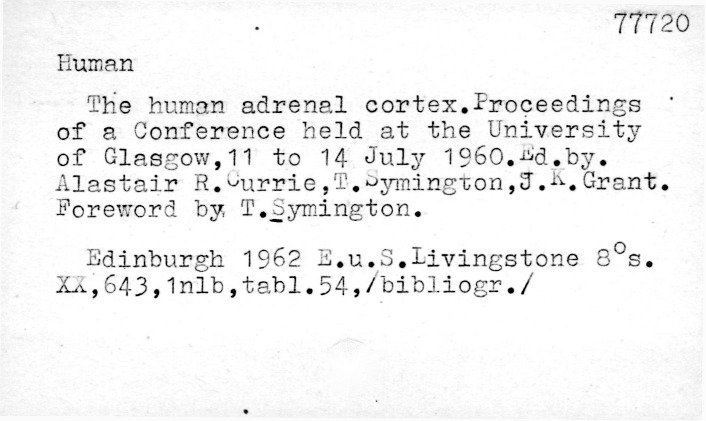 77720
Human
The human adrenal cortex.Proceedings
of a Conference held at the University
of Glasgow,11 to 14 July 1960.Ed.by.
Alastair R.Currie,T.Symington,J.K.Grant.
Foreword by T.Symington.
Edinburgh 1962 E.u.S.Livingstone 8°s.
XX,643,1nlb,tabl.54,/bibliogr./